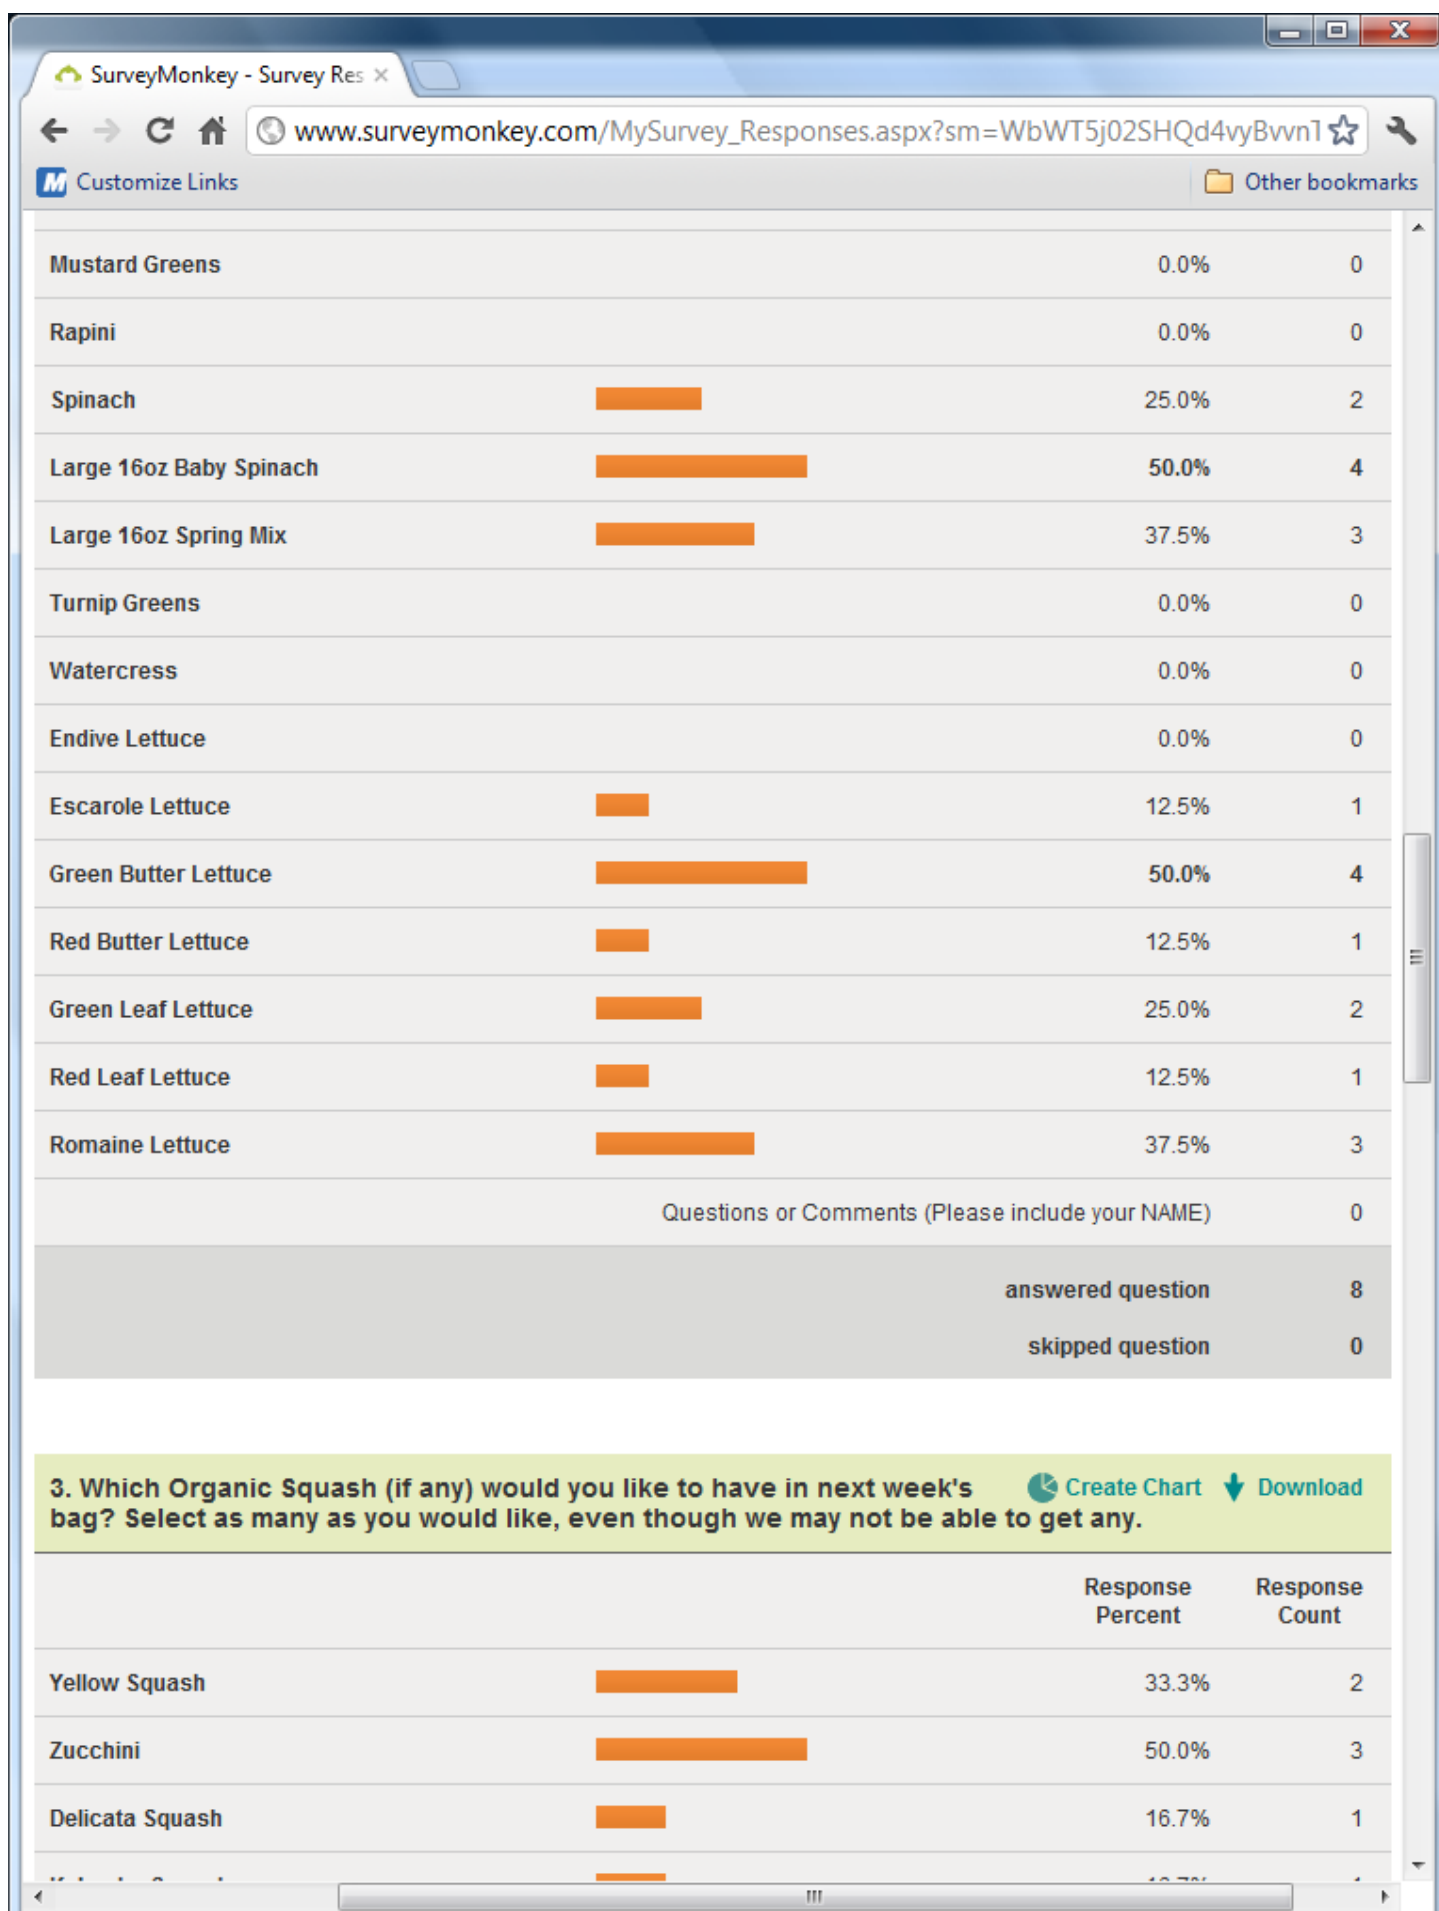 SurveyMonkey - Survey Res
www.surveymonkey.com/MySurvey_Responses.aspx?sm=WbWT5j02SHQd4vyBvvn
Customize Links Other bookmarks
Mustard Greens 0.0% 0
Rapini 0.0% 0
Spinach 25.0% 2
Large 16oz Baby Spinach 50.0% 4
Large 16oz Spring Mix 37.5% 3
Turnip Greens 0.0% 0
Watercress 0.0% 0
Endive Lettuce 0.0% 0
Escarole Lettuce 12.5% 1
Green Butter Lettuce 50.0% 4
Red Butter Lettuce 12.5% 1
Green Leaf Lettuce 25.0% 2
Red Leaf Lettuce 12.5% 1
Romaine Lettuce 37.5% 3
Questions or Comments (Please include your NAME) 0
answered question 8
skipped question 0
3. Which Organic Squash (if any) would you like to have in next week's Create Chart Download
bag? Select as many as you would like, even though we may not be able to get any.
Response Response
Percent Count
Yellow Squash 33.3% 2
Zucchini 50.0% 3
Delicata Squash 16.7% 1